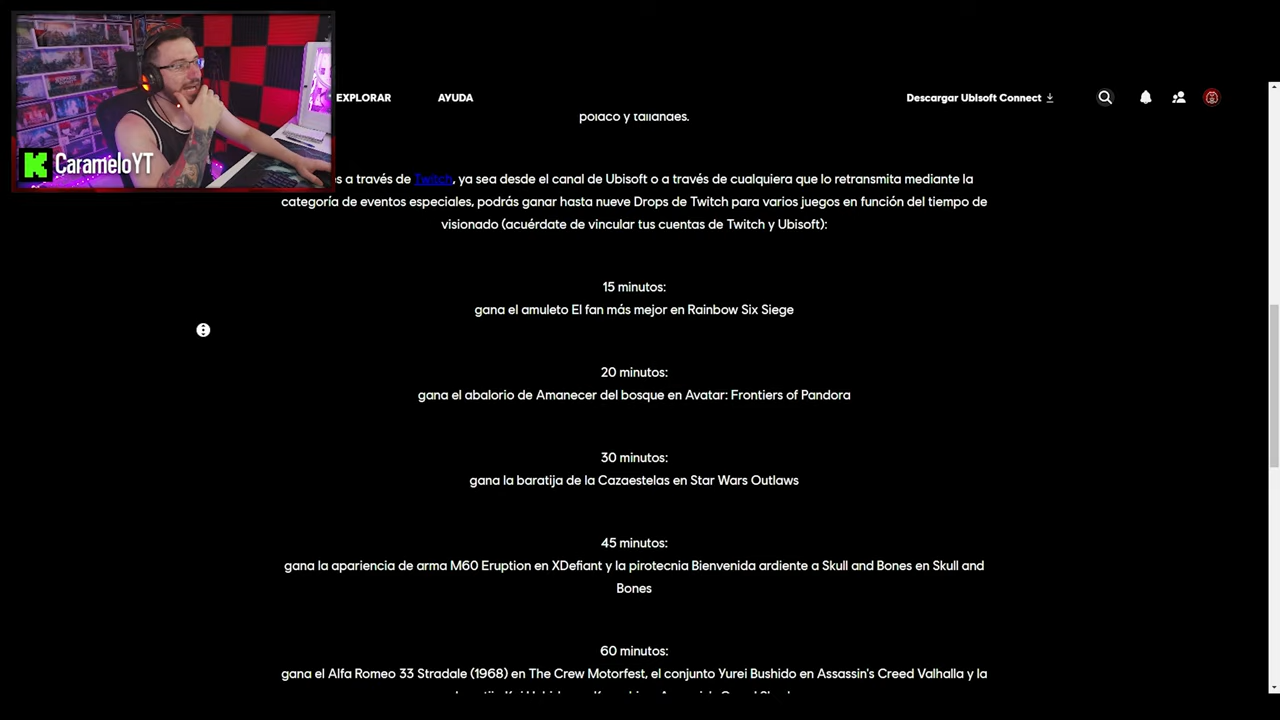 CarameloYT
EXPLORAR
AYUDA
Descargar Ubisoft Connect
polaco y tailandés.
s a través de Twitch, ya sea desde el canal de Ubisoft o a través de cualquiera que lo retransmita mediante la
categoría de eventos especiales, podrás ganar hasta nueve Drops de Twitch para varios juegos en función del tiempo de
visionado (acuérdate de vincular tus cuentas de Twitch y Ubisoft):
15 minutos:
gana el amuleto El fan más mejor en Rainbow Six Siege
20 minutos:
gana el abalorio de Amanecer del bosque en Avatar: Frontiers of Pandora
30 minutos:
gana la baratija de la Cazaestelas en Star Wars Outlaws
45 minutos:
gana la apariencia de arma M60 Eruption en XDefiant y la pirotecnia Bienvenida ardiente a Skull and Bones en Skull and
Bones
60 minutos:
gana el Alfa Romeo 33 Stradale (1968) en The Crew Motorfest, el conjunto Yurei Bushido en Assassin's Creed Valhalla y la